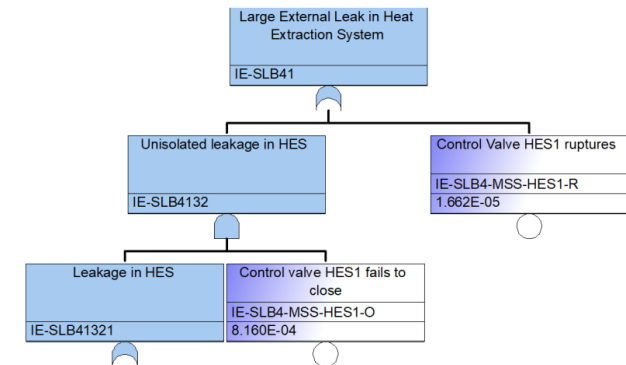 Large External Leak in Heat
Extraction System
IE-SLB41
Unisolated leakage in HES
IE-SLB4132
Control Valve HES1 ruptures
IE-SLB4-MSS-HES1-R
1.662E-05
Leakage in HES
IE-SLB41321
Control valve HES1 fails to
close
IE-SLB4-MSS-HES1-O
8.160E-04